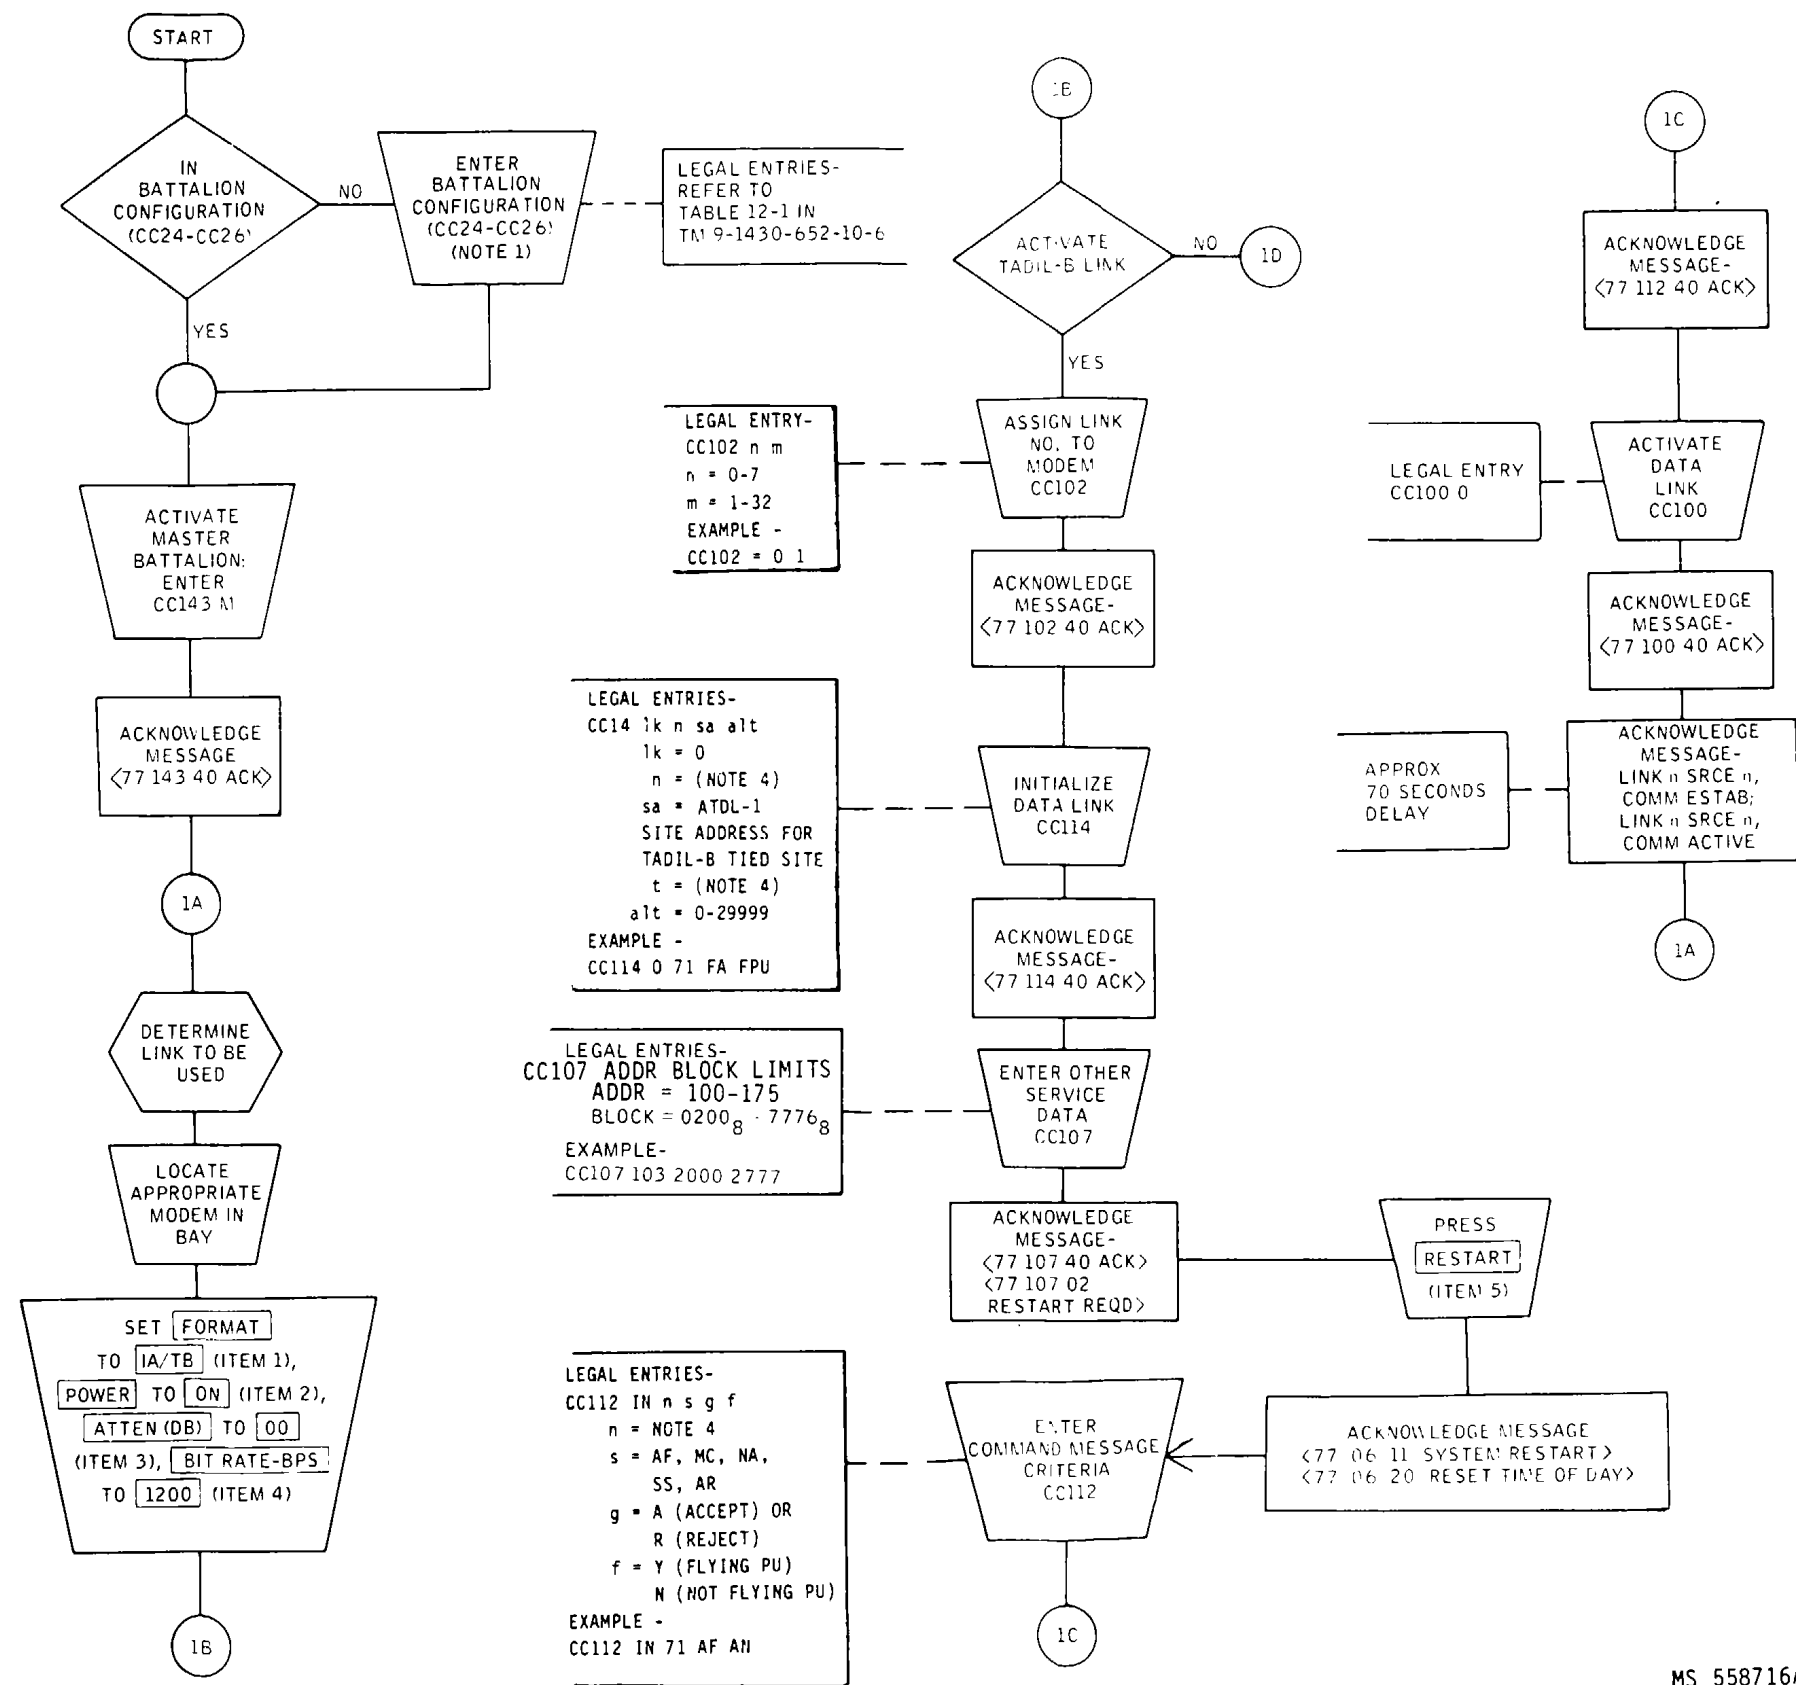 START
IN
BATTALION
CONFIGURATION
(CC24-CC26)
NO
YES
ENTER
BATTALION
CONFIGURATION
(CC24-CC26)
(NOTE 1)
LEGAL ENTRIES-
REFER TO
TABLE 12-1 IN
TM 9-1430-652-10-6
ACTIVATE
MASTER
BATTALION:
ENTER
CC143 M
ACKNOWLEDGE
MESSAGE
<77 143 40 ACK>
1A
DETERMINE
LINK TO BE
USED
LOCATE
APPROPRIATE
MODEM IN
BAY
SET FORMAT
TO IA/TB (ITEM 1),
POWER TO ON (ITEM 2),
ATTEN (DB) TO 00
(ITEM 3), BIT RATE-BPS
TO 1200 (ITEM 4)
1B
1B
ACTIVATE
TADIL-B LINK
NO
1D
YES
LEGAL ENTRY-
CC102 n m
n = 0-7
m = 1-32
EXAMPLE -
CC102 = 0 1
ASSIGN LINK
NO. TO
MODEM
CC102
ACKNOWLEDGE
MESSAGE-
<77 102 40 ACK>
LEGAL ENTRIES-
CC14 lk n sa alt
lk = 0
n = (NOTE 4)
sa = ATDL-1
SITE ADDRESS FOR
TADIL-B TIED SITE
t = (NOTE 4)
alt = 0-29999
EXAMPLE -
CC114 0 71 FA FPU
INITIALIZE
DATA LINK
CC114
ACKNOWLEDGE
MESSAGE-
<77 114 40 ACK>
LEGAL ENTRIES-
CC107 ADDR BLOCK LIMITS
ADDR = 100-175
BLOCK = 0200₈ - 7776₈
EXAMPLE-
CC107 103 2000 2777
ENTER OTHER
SERVICE
DATA
CC107
ACKNOWLEDGE
MESSAGE-
<77 107 40 ACK>
<77 107 02
RESTART REQD>
PRESS
RESTART
(ITEM 5)
ACKNOWLEDGE MESSAGE
<77 06 11 SYSTEM RESTART>
<77 06 20 RESET TIME OF DAY>
LEGAL ENTRIES-
CC112 IN n s g f
n = NOTE 4
s = AF, MC, NA,
SS, AR
g = A (ACCEPT) OR
R (REJECT)
f = Y (FLYING PU)
N (NOT FLYING PU)
EXAMPLE -
CC112 IN 71 AF AN
ENTER
COMMAND MESSAGE
CRITERIA
CC112
1C
1C
ACKNOWLEDGE
MESSAGE-
<77 112 40 ACK>
LEGAL ENTRY
CC100 0
ACTIVATE
DATA
LINK
CC100
ACKNOWLEDGE
MESSAGE-
<77 100 40 ACK>
APPROX
70 SECONDS
DELAY
ACKNOWLEDGE
MESSAGE-
LINK n SRCE n,
COMM ESTAB;
LINK n SRCE n,
COMM ACTIVE
1A
MS 558716A